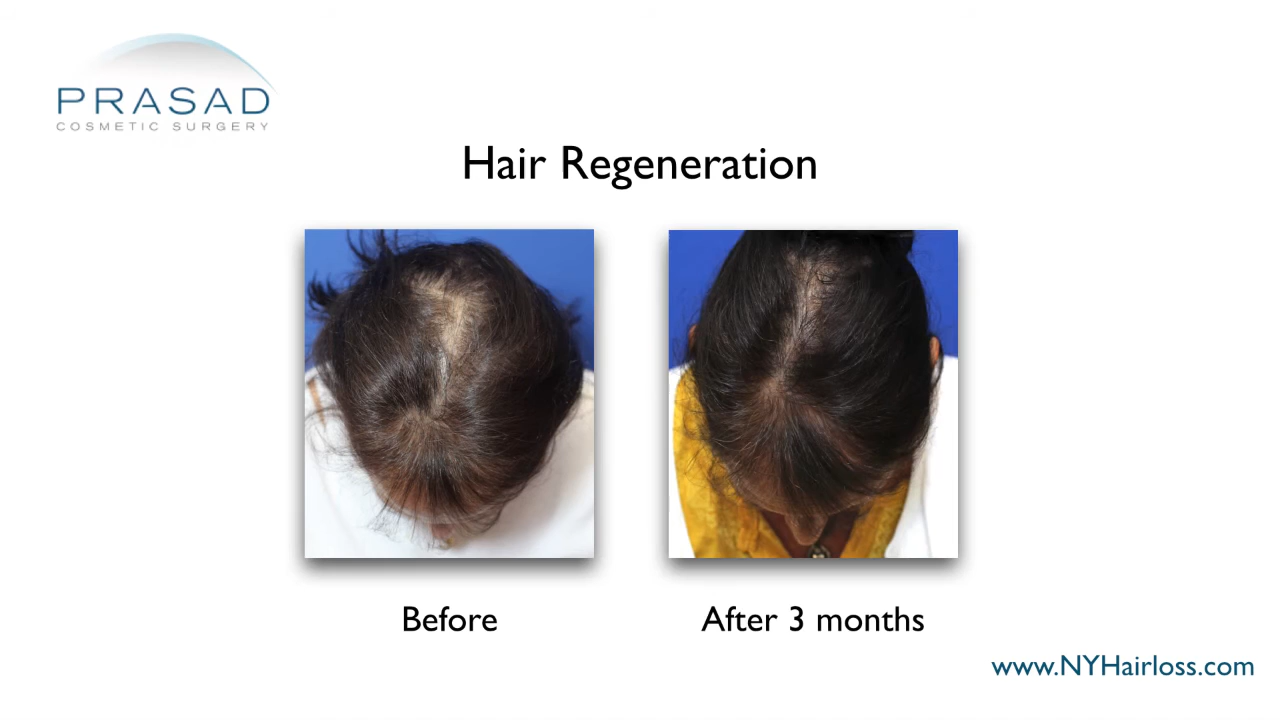 PRASAD
COSMETIC SURGERY
Hair Regeneration
Before
After 3 months
www.NYHairloss.com